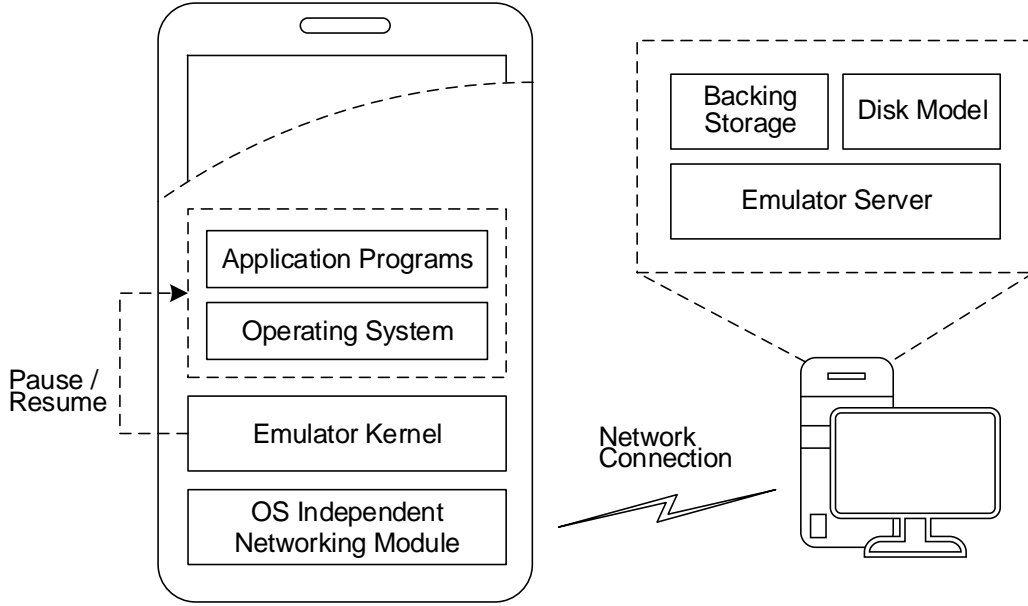 Backing
Storage
Disk Model
Emulator Server
Application Programs
Operating System
Pause /
Resume
Emulator Kernel
Network
Connection
OS Independent
Networking Module